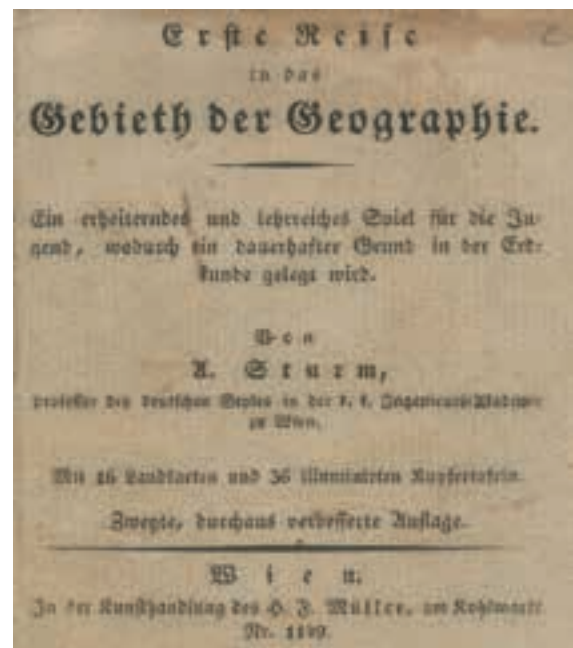 Erste Reise
in das
Gebieth der Geographie.
Ein erheiterndes und lehrreiches Spiel für die Ju-
gend, wodurch ein dauerhafter Grund in der Erd-
kunde gelegt wird.
Von
A. Sturm,
Professor des deutschen Styles in der k. k. Ingenieurs-Akademie
zu Wien.
Mit 16 Landkarten und 36 illuminirten Kupfertafeln.
Zweyte, durchaus verbesserte Auflage.
Wien.
In der Kunsthandlung des H. F. Müller, am Kohlmarkt
Nr. 1149.